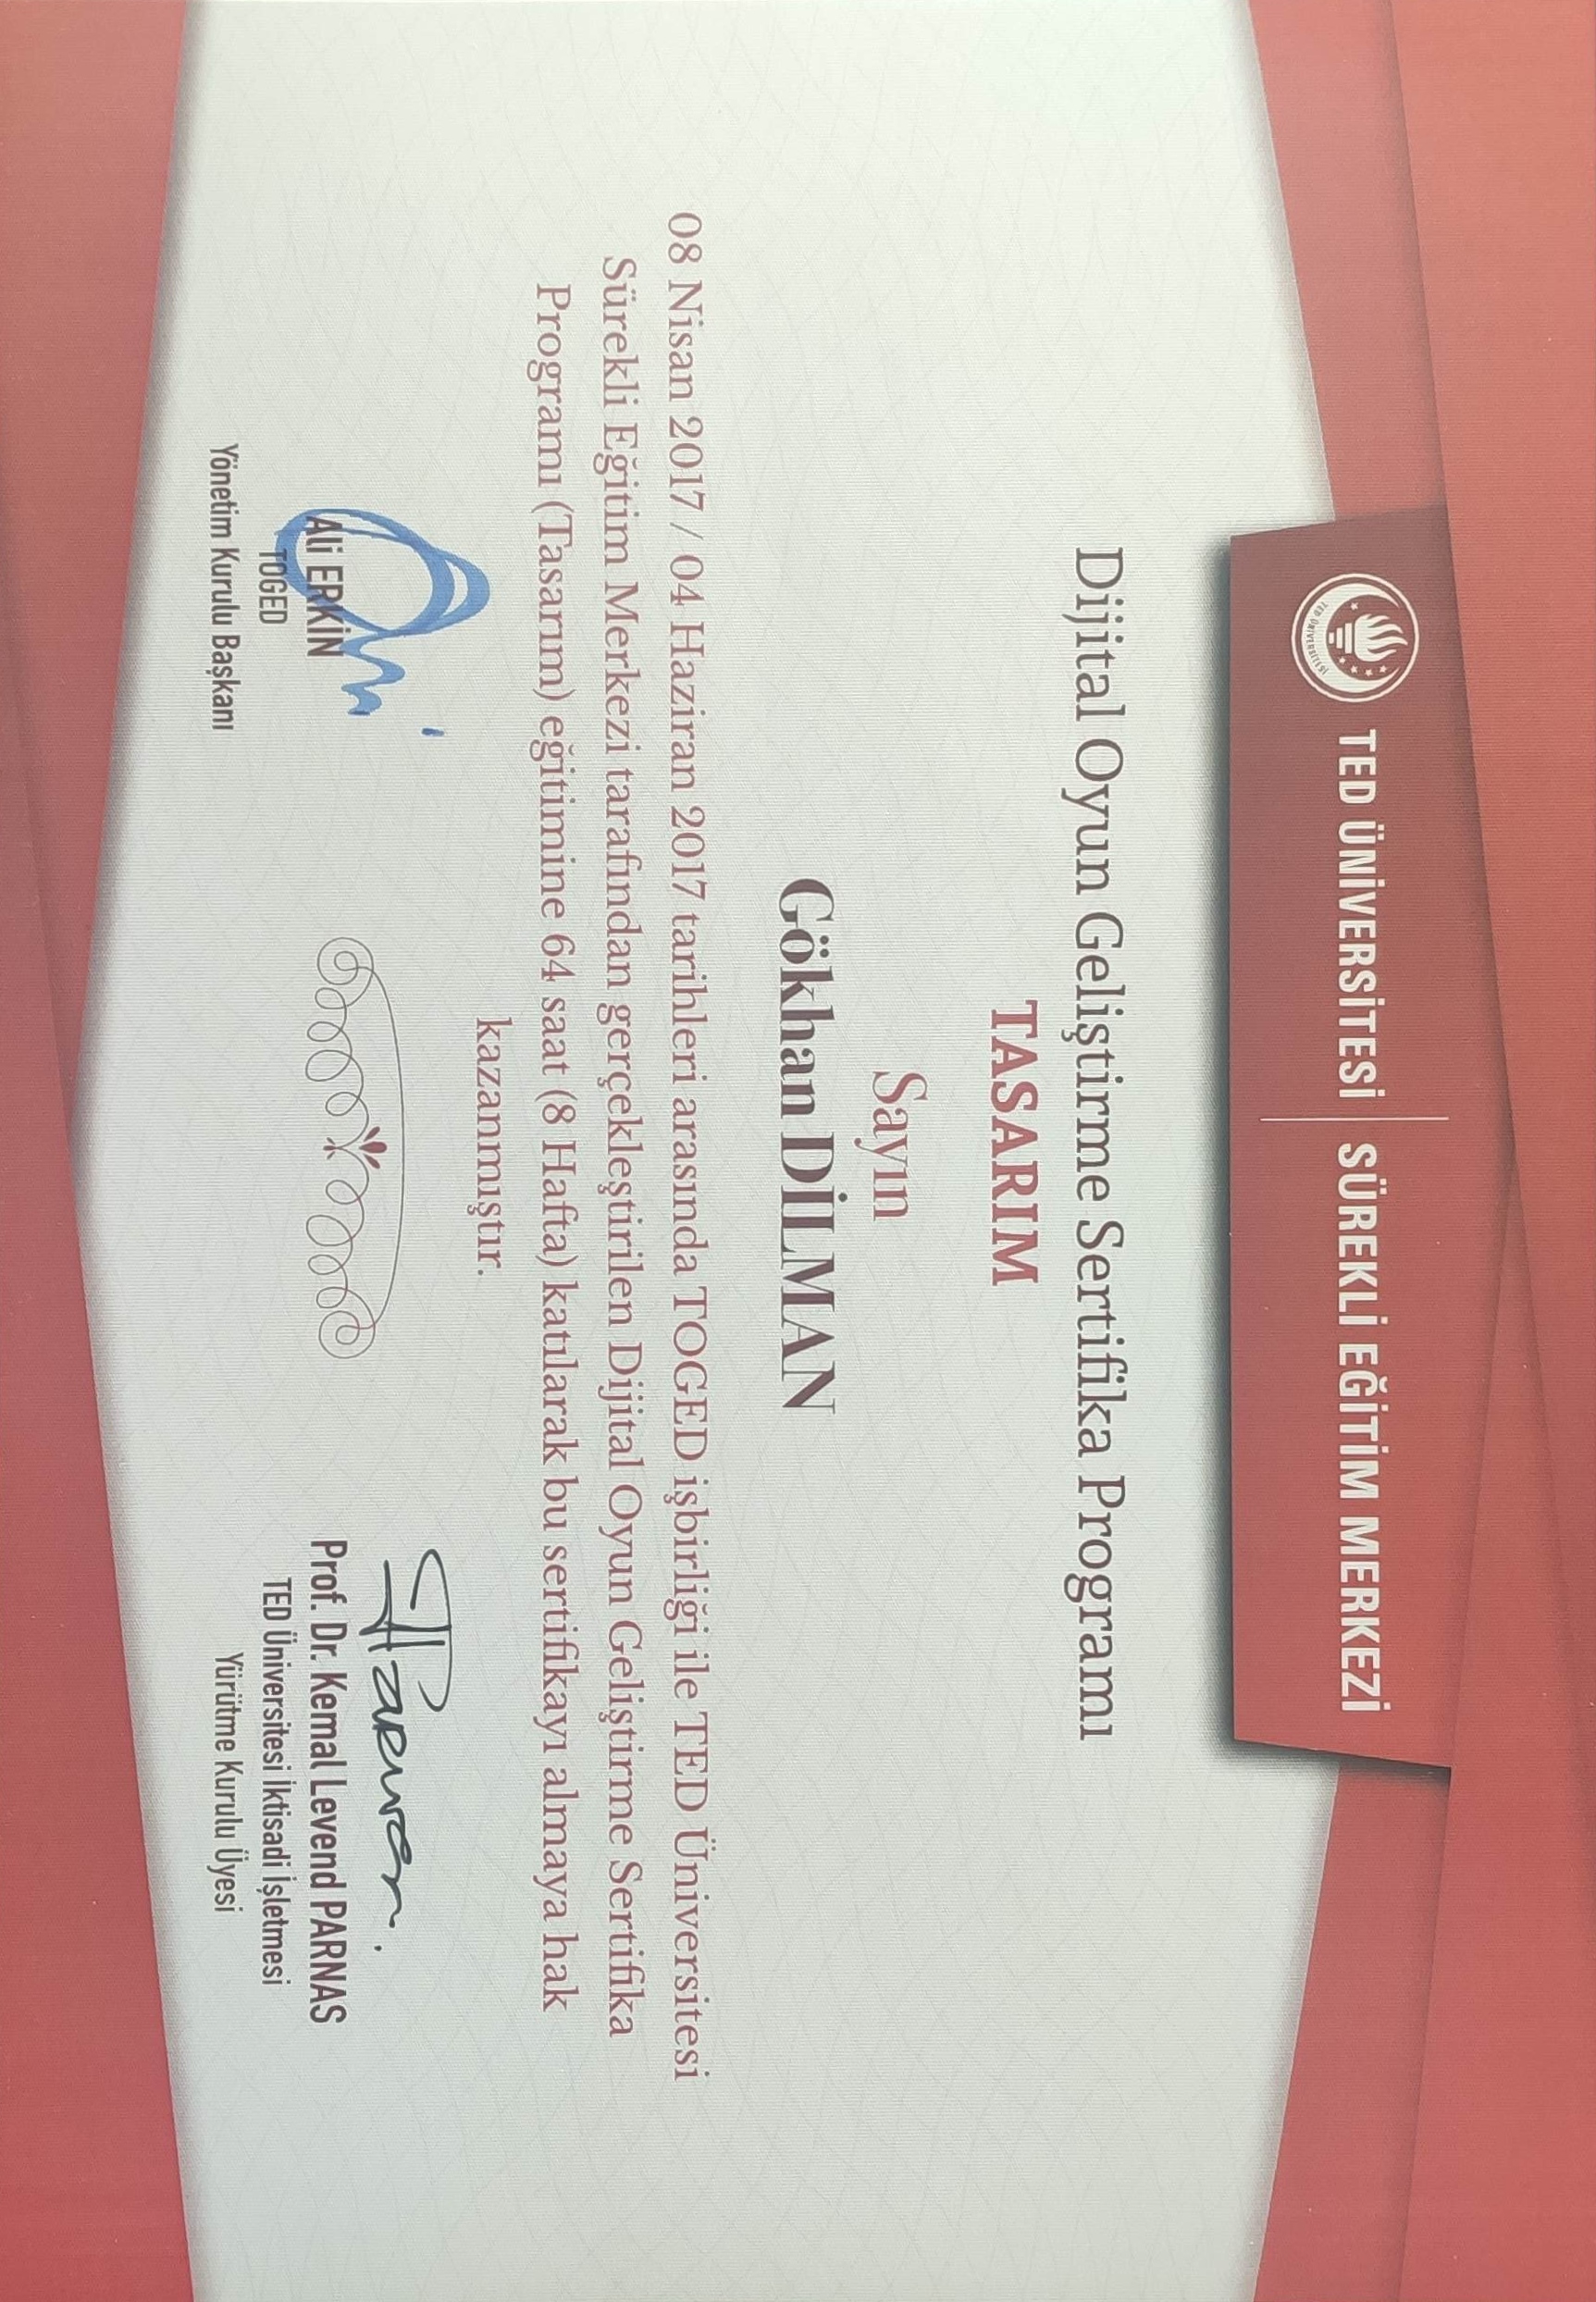 TED ÜNİVERSİTESİ
TED ÜNİVERSİTESİ | SÜREKLİ EĞİTİM MERKEZİ
Dijital Oyun Geliştirme Sertifika Programı
TASARIM
Sayın
Gökhan DİLMAN
08 Nisan 2017 / 04 Haziran 2017 tarihleri arasında TOGED işbirliği ile TED Üniversitesi
Sürekli Eğitim Merkezi tarafından gerçekleştirilen Dijital Oyun Geliştirme Sertifika
Programı (Tasarım) eğitimine 64 saat (8 Hafta) katılarak bu sertifikayı almaya hak
kazanmıştır.
Ali ERKİN
TOGED
Yönetim Kurulu Başkanı
Prof. Dr. Kemal Levend PARNAS
TED Üniversitesi İktisadi İşletmesi
Yürütme Kurulu Üyesi